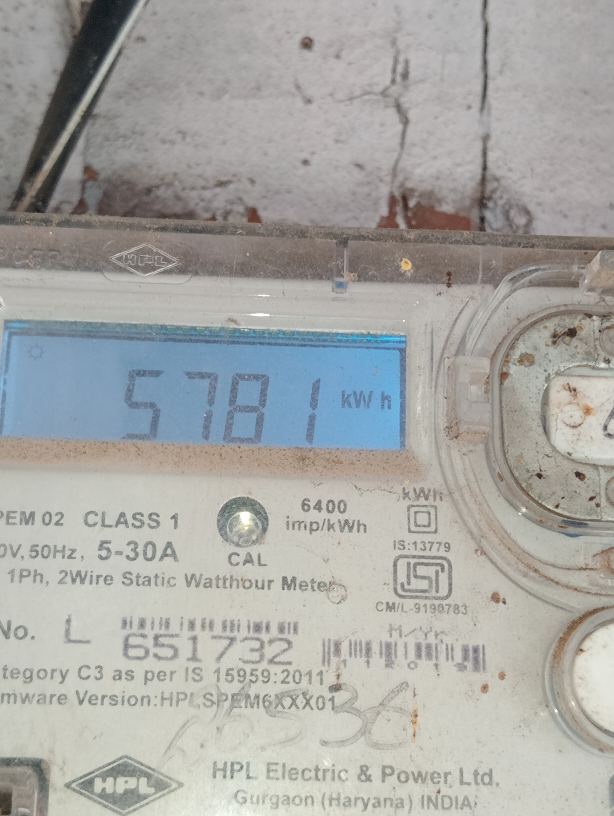 HPL
5781 kWh
PEM 02 CLASS 1
6400
imp/kWh
kWh
0V, 50Hz, 5-30A
CAL
IS:13779
1Ph, 2Wire Static Watthour Meter
ISI
CM/L-9199783
No. L 651732
M/Yr
ategory C3 as per IS 15959:2011
mware Version:HPLSPEM6XXX01
HPL
HPL Electric & Power Ltd.
Gurgaon (Haryana) INDIA